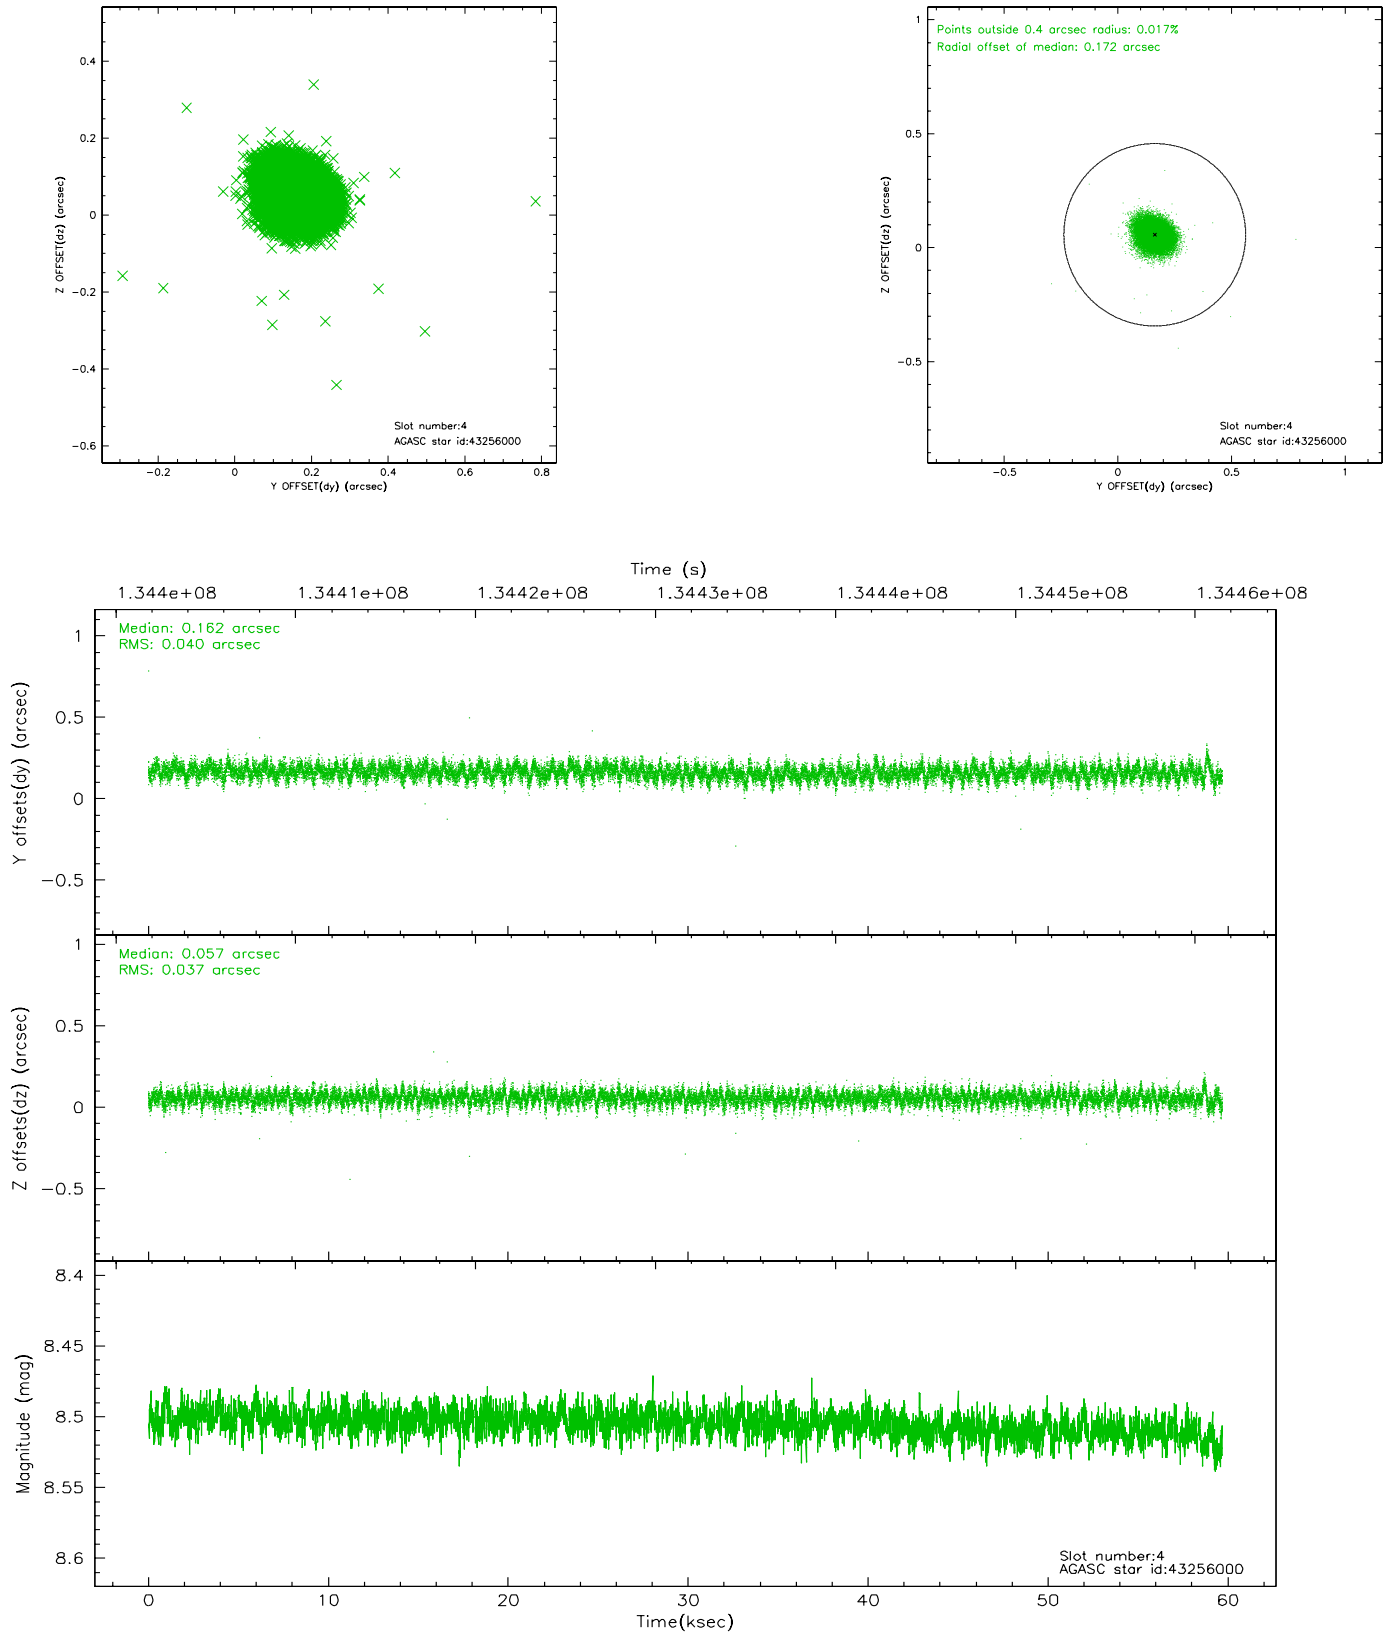 0.4
0.2
0
−0.2
−0.4
−0.6
Z OFFSET(dz) (arcsec)
Slot number:4
AGASC star id:43256000
−0.2 0 0.2 0.4 0.6 0.8
Y OFFSET(dy) (arcsec)
Points outside 0.4 arcsec radius: 0.017%
Radial offset of median: 0.172 arcsec
1
0.5
0
−0.5
Z OFFSET(dz) (arcsec)
Slot number:4
AGASC star id:43256000
−0.5 0 0.5 1
Y OFFSET(dy) (arcsec)
Time (s)
1.344e+08 1.3441e+08 1.3442e+08 1.3443e+08 1.3444e+08 1.3445e+08 1.3446e+08
Median: 0.162 arcsec
RMS: 0.040 arcsec
1
0.5
0
−0.5
Y offsets(dy) (arcsec)
Median: 0.057 arcsec
RMS: 0.037 arcsec
1
0.5
0
−0.5
Z offsets(dz) (arcsec)
8.4
8.45
8.5
8.55
8.6
Magnitude (mag)
Slot number:4
AGASC star id:43256000
0 10 20 30 40 50 60
Time(ksec)